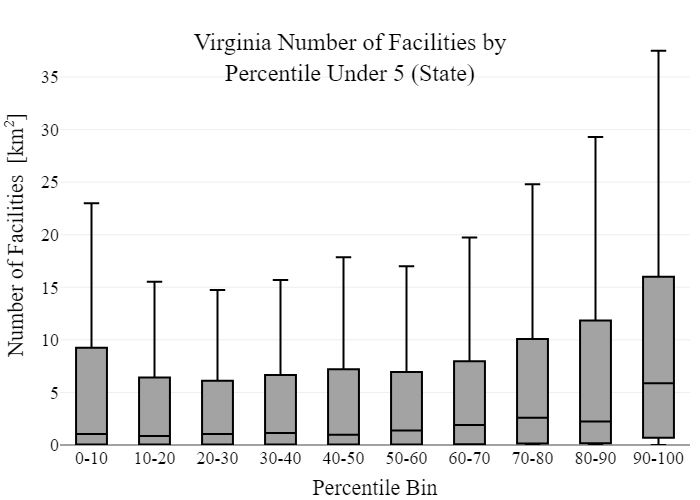 Virginia Number of Facilities by
Percentile Under 5 (State)
Number of Facilities [km²]
35
30
25
20
15
10
5
0
0-10 10-20 20-30 30-40 40-50 50-60 60-70 70-80 80-90 90-100
Percentile Bin